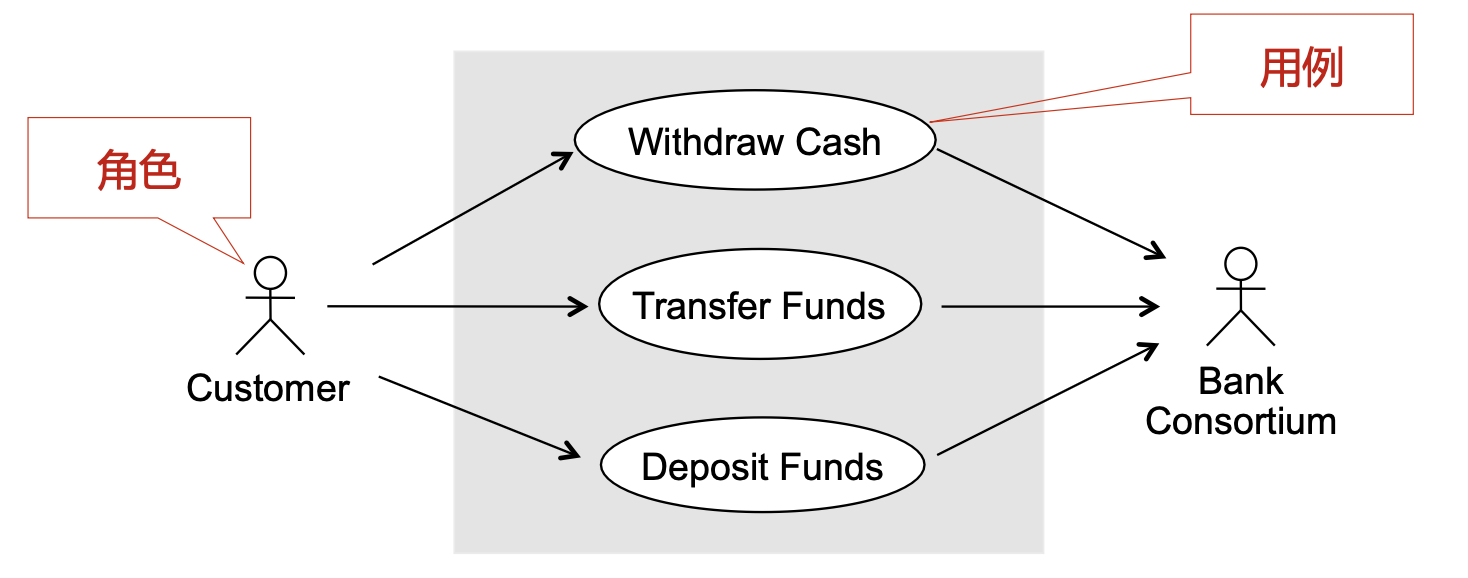 用例
Withdraw Cash
角色
Transfer Funds
Customer
Bank
Consortium
Deposit Funds